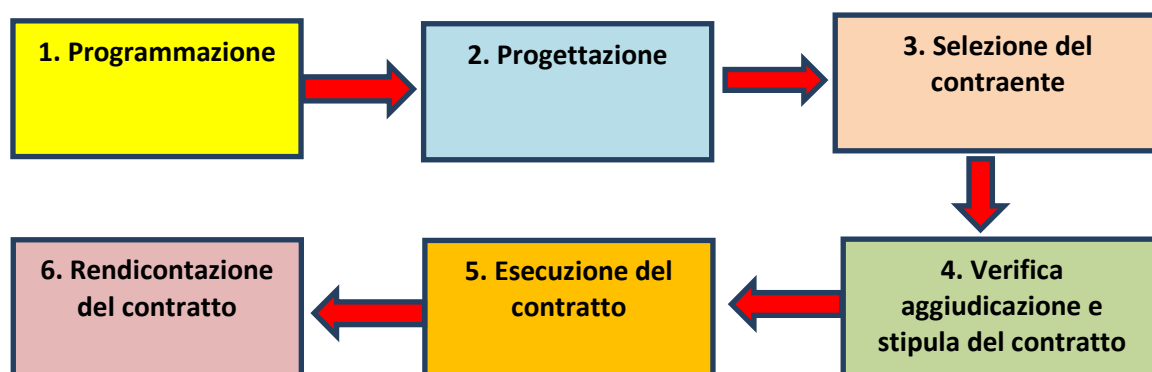 1. Programmazione
2. Progettazione
3. Selezione del
contraente
4. Verifica
aggiudicazione e
stipula del contratto
5. Esecuzione del
contratto
6. Rendicontazione
del contratto